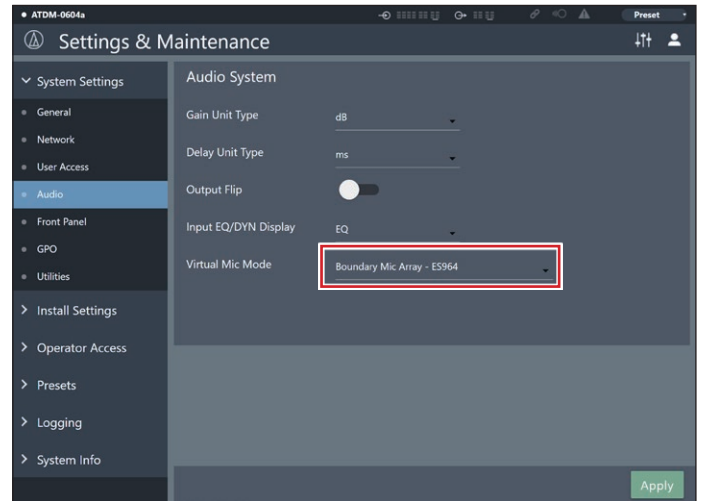 ATDM-0604a
Preset
Settings & Maintenance
System Settings
General
Network
User Access
Audio
Front Panel
GPO
Utilities
Install Settings
Operator Access
Presets
Logging
System Info
Audio System
Gain Unit Type
dB
Delay Unit Type
ms
Output Flip
Input EQ/DYN Display
EQ
Virtual Mic Mode
Boundary Mic Array - ES964
Apply